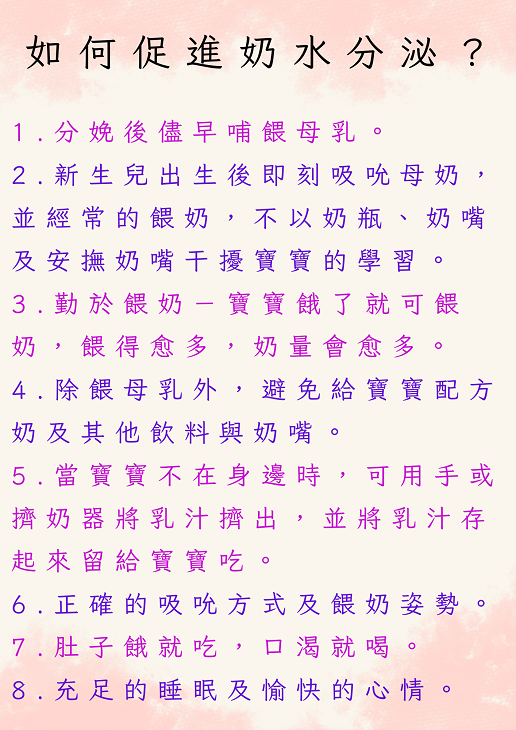 如何促進奶水分泌？
1.分娩後儘早哺餵母乳。
2.新生兒出生後即刻吸吮母奶，
並經常的餵奶，不以奶瓶、奶嘴
及安撫奶嘴干擾寶寶的學習。
3.勤於餵奶－寶寶餓了就可餵
奶，餵得愈多，奶量會愈多。
4.除餵母乳外，避免給寶寶配方
奶及其他飲料與奶嘴。
5.當寶寶不在身邊時，可用手或
擠奶器將乳汁擠出，並將乳汁存
起來留給寶寶吃。
6.正確的吸吮方式及餵奶姿勢。
7.肚子餓就吃，口渴就喝。
8.充足的睡眠及愉快的心情。